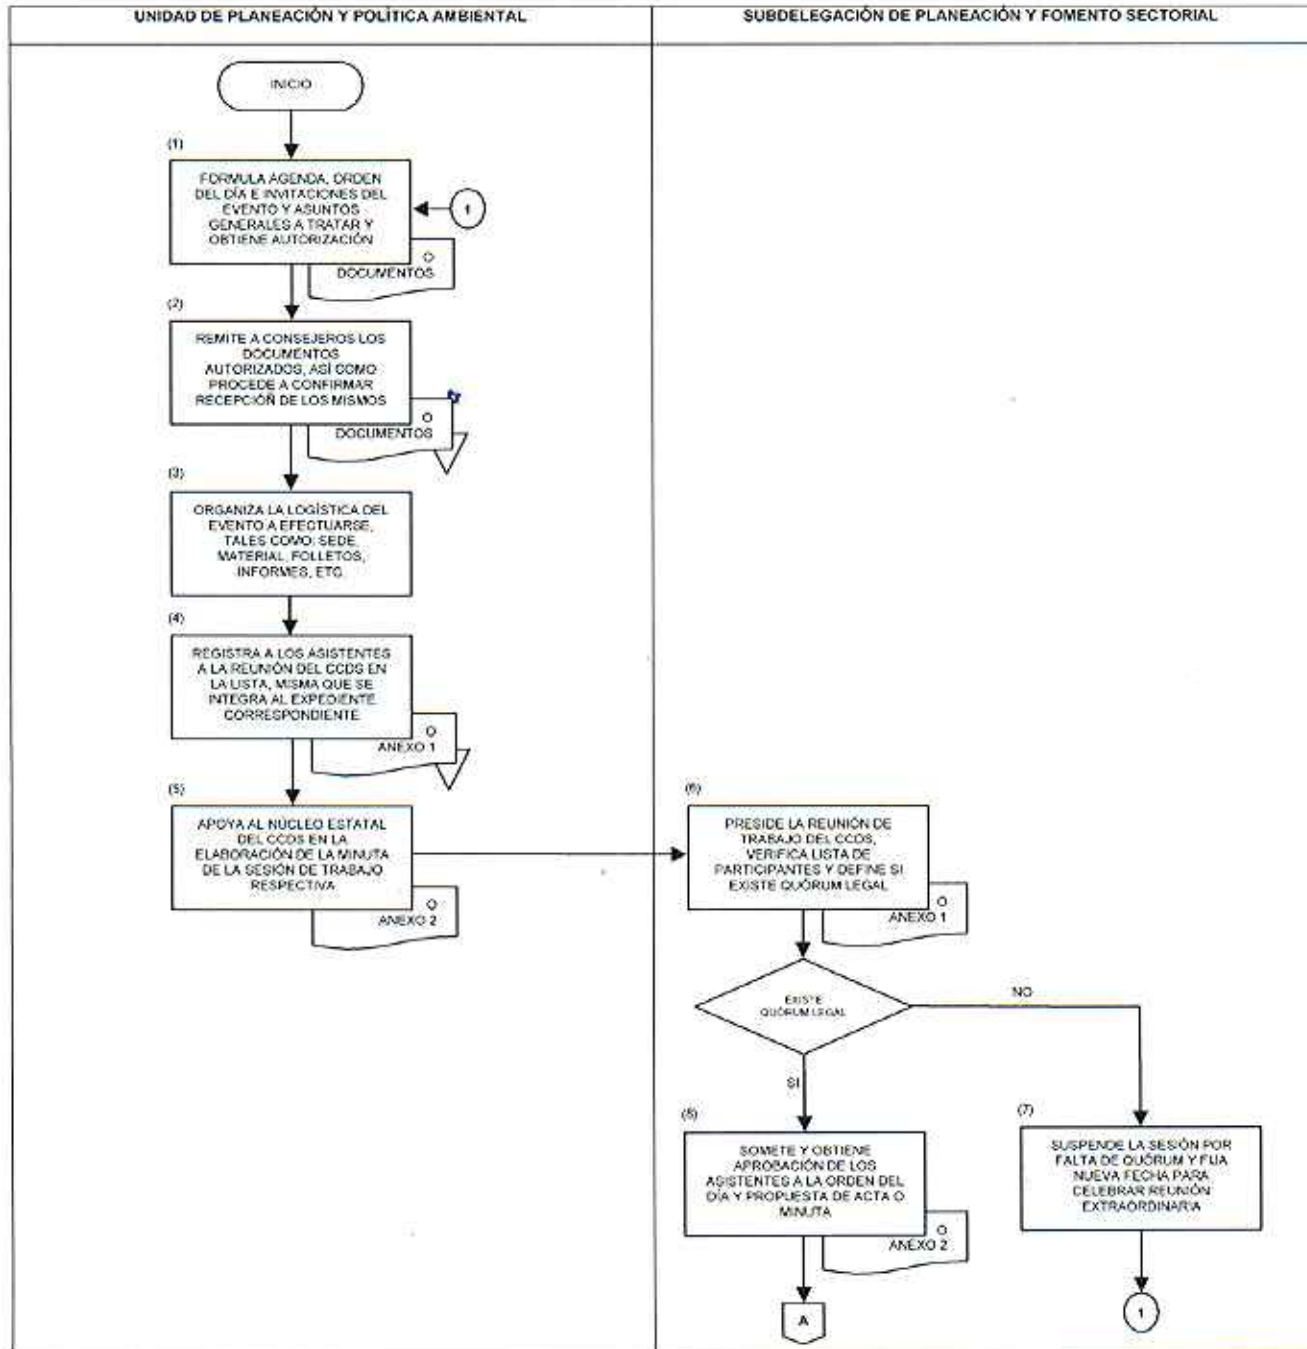 UNIDAD DE PLANEACIÓN Y POLÍTICA AMBIENTAL
SUBDELEGACIÓN DE PLANEACIÓN Y FOMENTO SECTORIAL
INICIO
(1)
FORMULA AGENDA, ORDEN
DEL DÍA E INVITACIONES DEL
EVENTO Y ASUNTOS
GENERALES A TRATAR Y
OBTIENE AUTORIZACIÓN
1
O
DOCUMENTOS
(2)
REMITE A CONSEJEROS LOS
DOCUMENTOS
AUTORIZADOS, ASÍ COMO
PROCEDE A CONFIRMAR
RECEPCIÑ DE LOS MISMOS
O
DOCUMENTOS
(3)
ORGANIZA LA LOGÍSTICA DEL
EVENTO A EFECTUARSE,
TALES COMO: SEDE,
MATERIAL, FOLLETOS,
INFORMES, ETC.
(4)
REGISTRA A LOS ASISTENTES
A LA REUNIÓN DEL CCDS EN
LA LISTA, MISMA QUE SE
INTEGRA AL EXPEDIENTE
CORRESPONDIENTE
O
ANEXO 1
(5)
APOYA AL NÚCLEO ESTATAL
DEL CCDS EN LA
ELABORACIÓN DE LA MINUTA
DE LA SESIÓN DE TRABAJO
RESPECTIVA
O
ANEXO 2
(6)
PRESIDE LA REUNIÓN DE
TRABAJO DEL CCDS,
VERIFICA LISTA DE
PARTICIPANTES Y DEFINE SI
EXISTE QUÓRUM LEGAL
O
ANEXO 1
EXISTE
QUÓRUM LEGAL
NO
SI
(8)
SOMETE Y OBTIENE
APROBACIÓN DE LOS
ASISTENTES A LA ORDEN DEL
DÍA Y PROPUESTA DE ACTA O
MINUTA
O
ANEXO 2
A
(7)
SUSPENDE LA SESIÓN POR
FALTA DE QUÓRUM Y FIJA
NUEVA FECHA PARA
CELEBRAR REUNIÓN
EXTRAORDINARIA
1